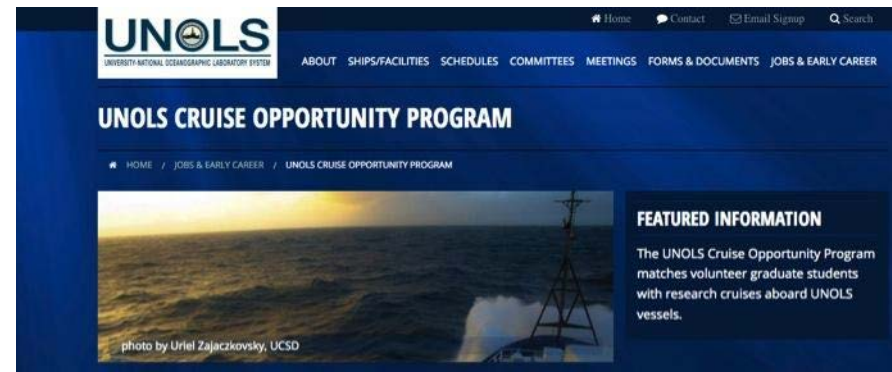 Home Contact Email Signup Search
UNOLS
UNIVERSITY-NATIONAL OCEANOGRAPHIC LABORATORY SYSTEM
ABOUT SHIPS/FACILITIES SCHEDULES COMMITTEES MEETINGS FORMS & DOCUMENTS JOBS & EARLY CAREER
UNOLS CRUISE OPPORTUNITY PROGRAM
HOME / JOBS & EARLY CAREER / UNOLS CRUISE OPPORTUNITY PROGRAM
photo by Uriel Zajaczkovsky, UCSD
FEATURED INFORMATION
The UNOLS Cruise Opportunity Program
matches volunteer graduate students
with research cruises aboard UNOLS
vessels.